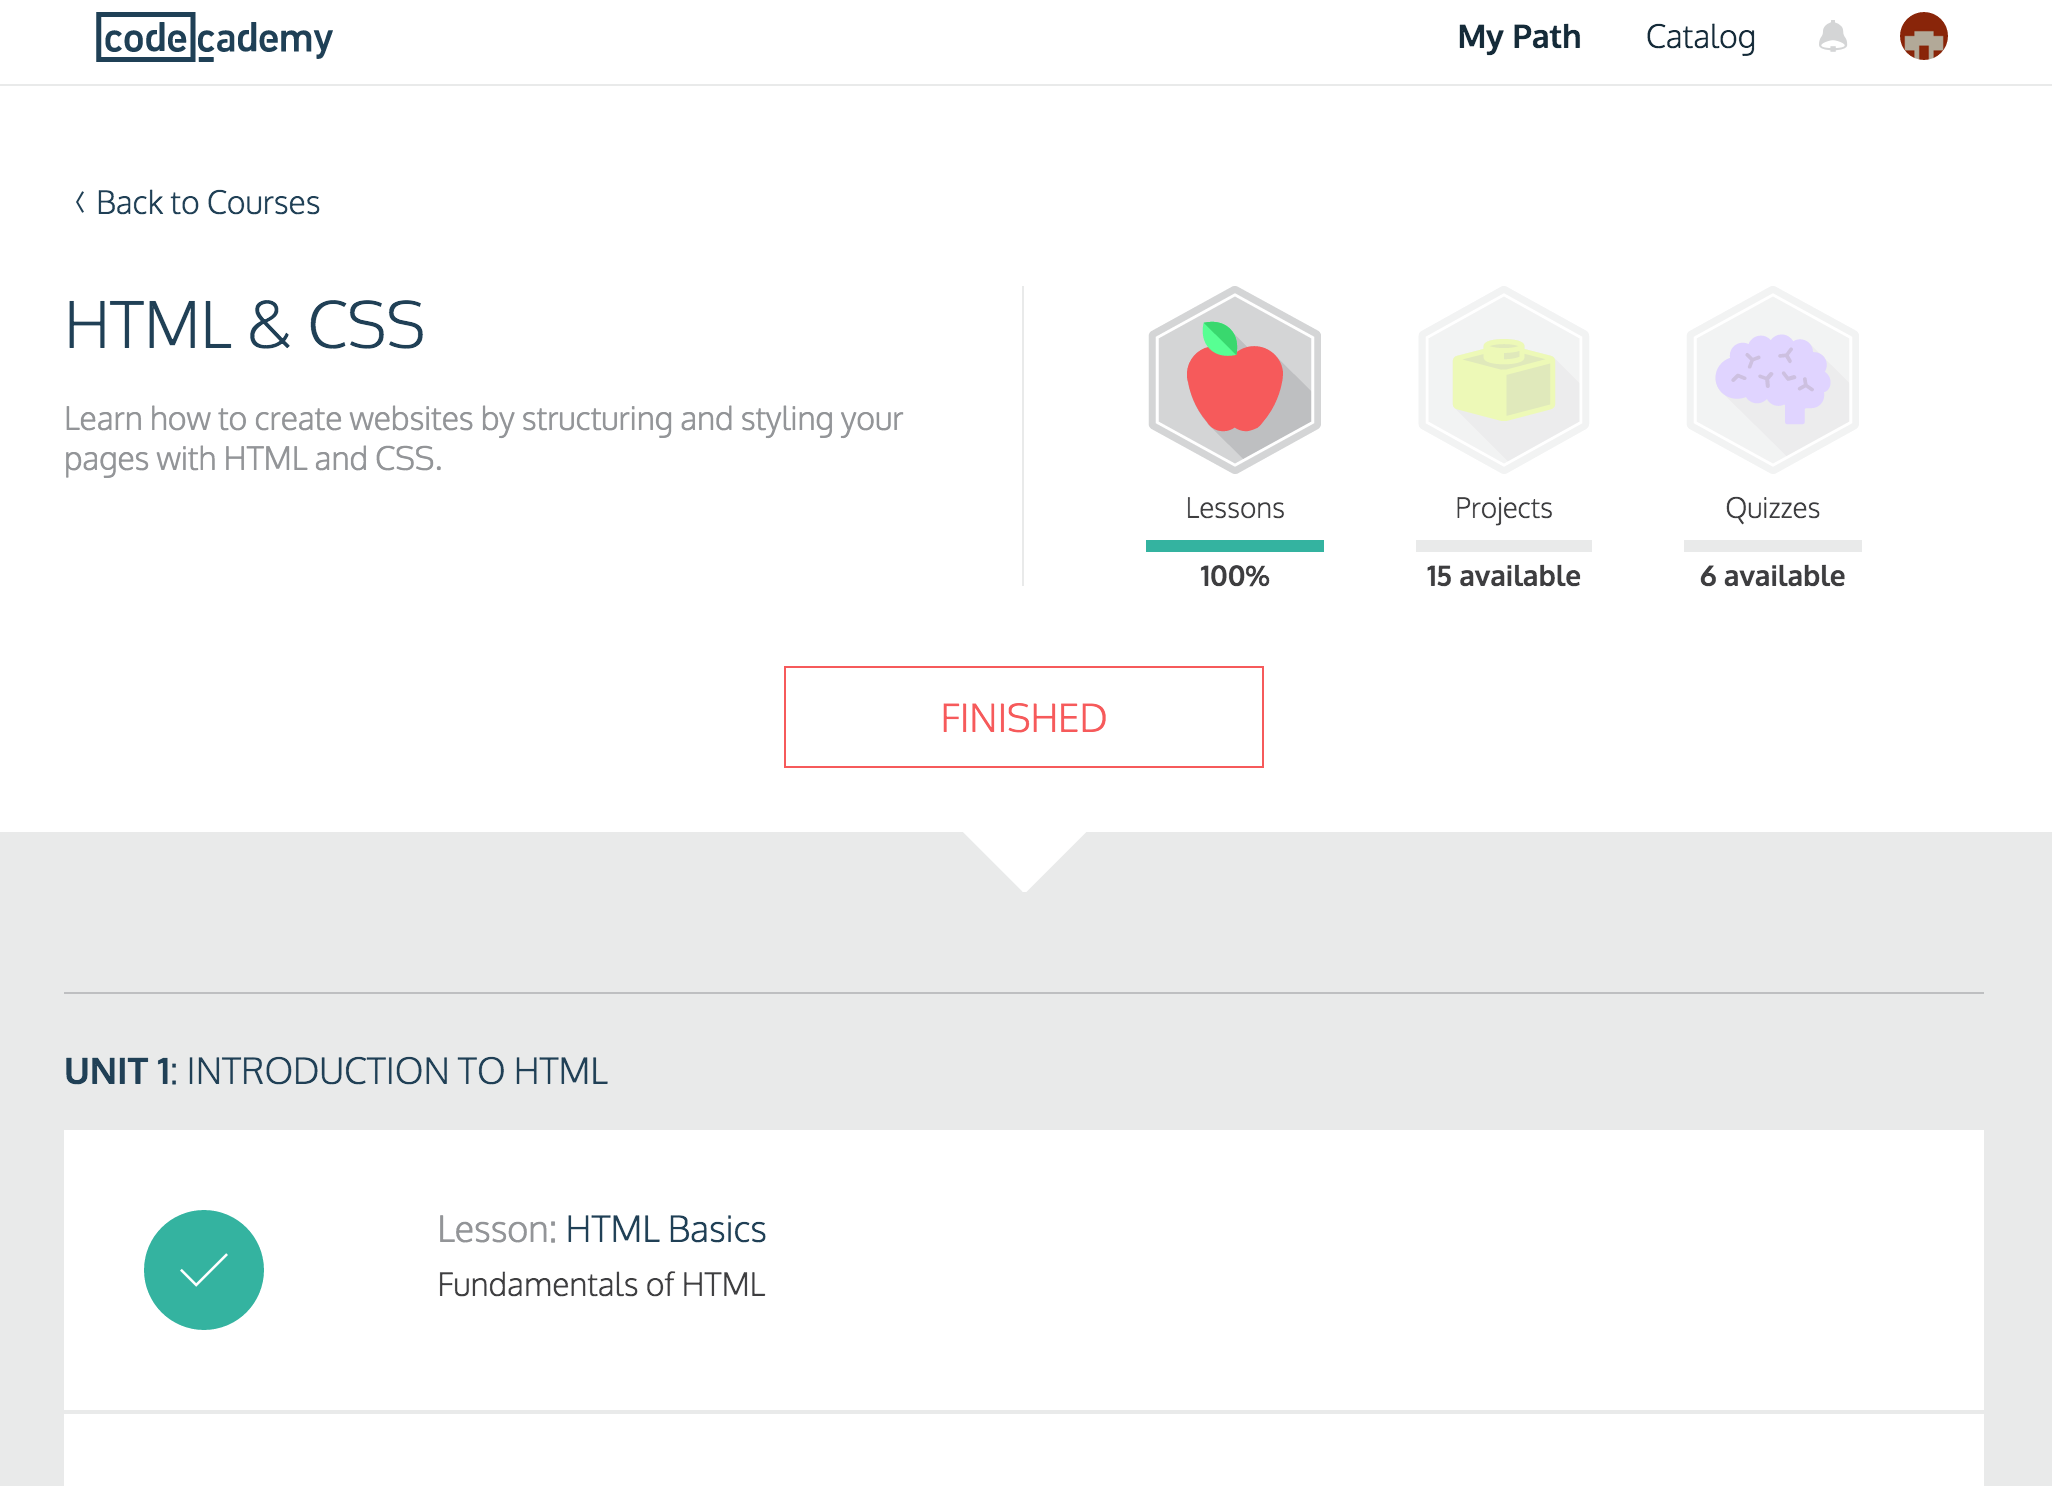 codecademy
My Path
Catalog
Back to Courses
HTML & CSS
Learn how to create websites by structuring and styling your
pages with HTML and CSS.
Lessons
100%
Projects
15 available
Quizzes
6 available
FINISHED
UNIT 1: INTRODUCTION TO HTML
Lesson: HTML Basics
Fundamentals of HTML